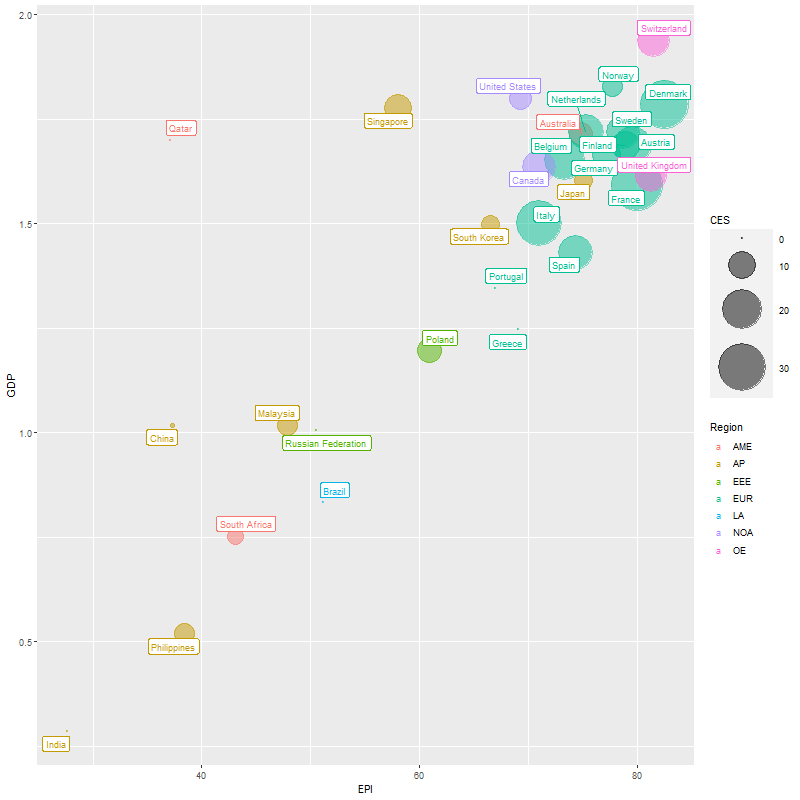 2.0
Switzerland
Norway
United States
Denmark
Netherlands
Singapore
Sweden
Australia
Qatar
Austria
Belgium
Finland
United Kingdom
Germany
Canada
Japan
France
Italy
1.5
South Korea
Spain
Portugal
Poland
Greece
GDP
Malaysia
1.0
China
Russian Federation
Brazil
South Africa
0.5
Philippines
India
40
60
80
EPI
CES
0
10
20
30
Region
a AME
a AP
a EEE
a EUR
a LA
a NOA
a OE